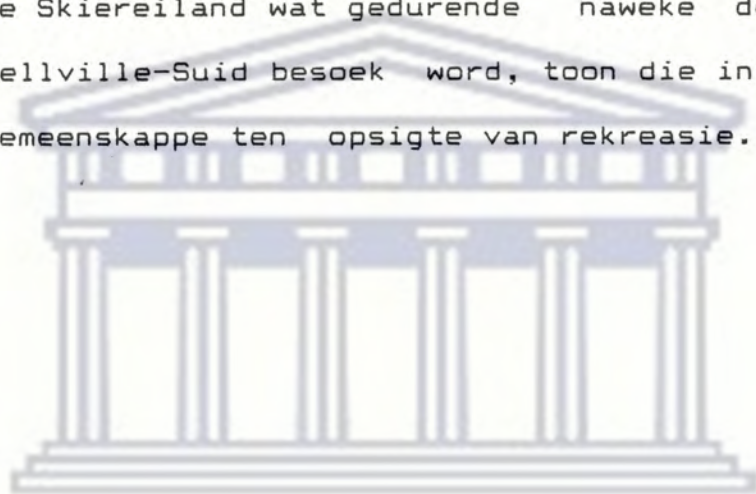 e Skiereiland wat gedurende naweke d
ellville-Suid besoek word, toon die in
emeenskappe ten opsigte van rekreasie.